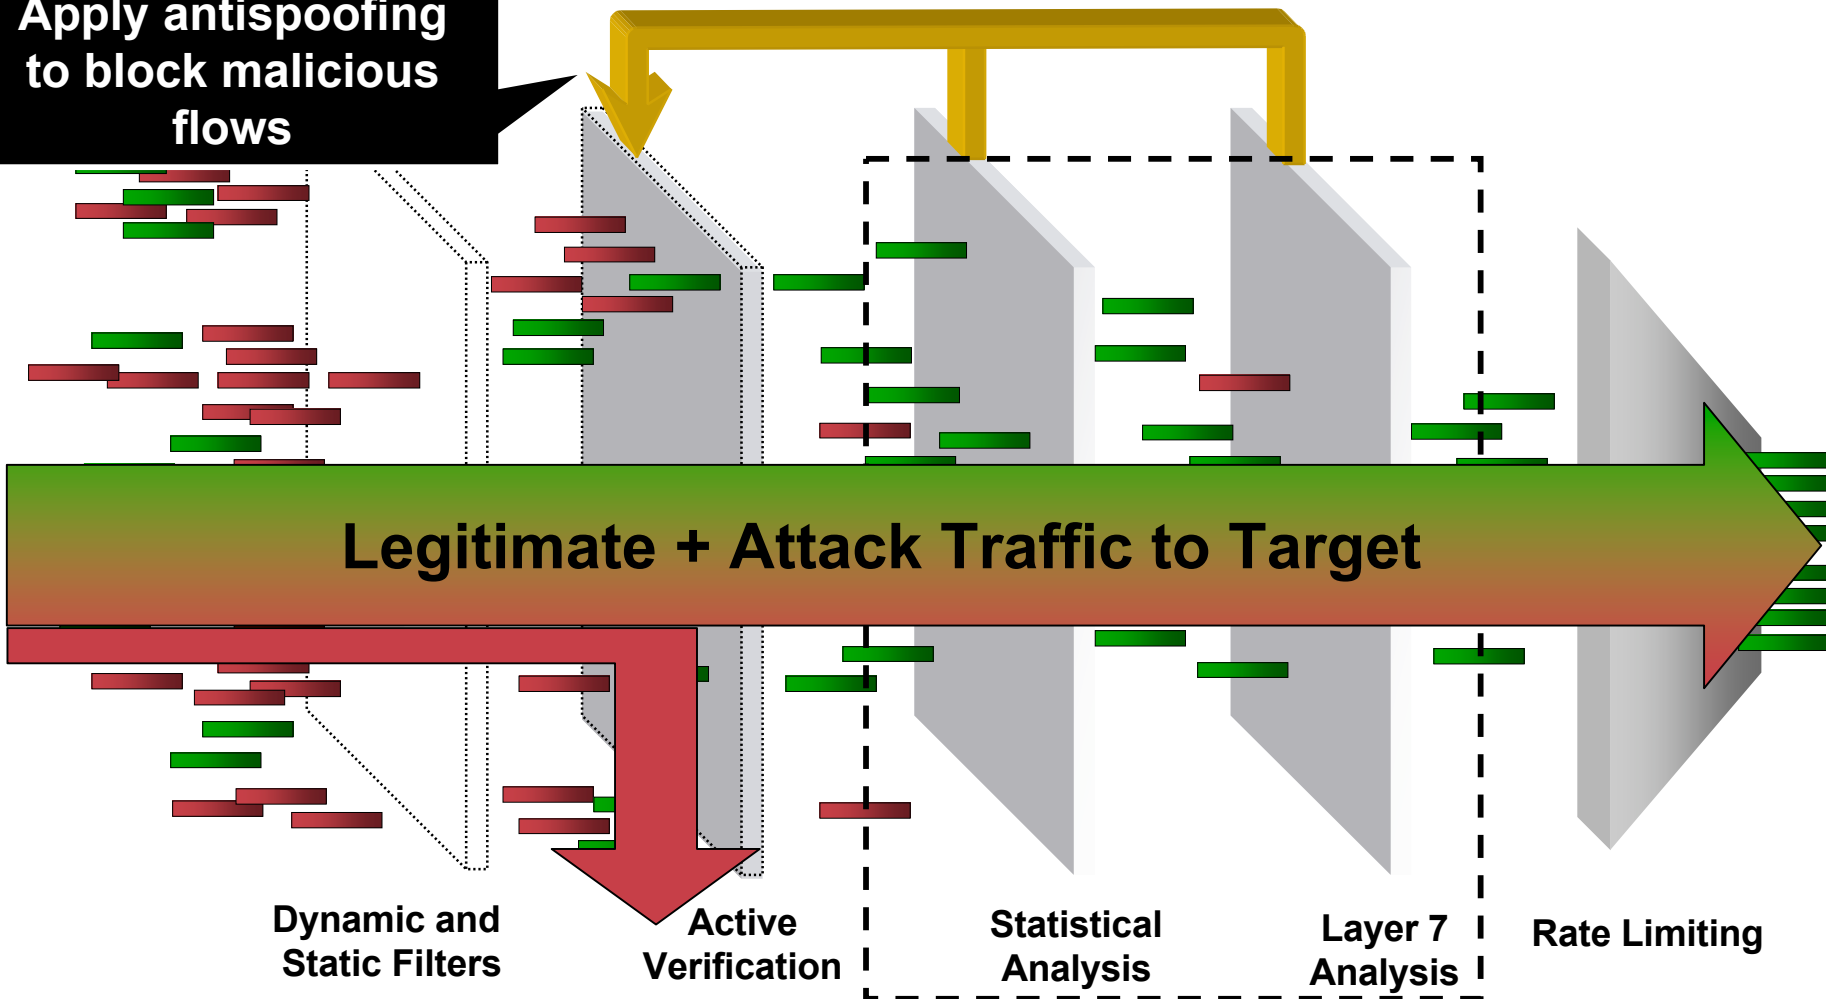 Apply antispoofing
to block malicious
flows
Legitimate + Attack Traffic to Target
Dynamic and
Static Filters
Active
Verification
Statistical
Analysis
Layer 7
Analysis
Rate Limiting